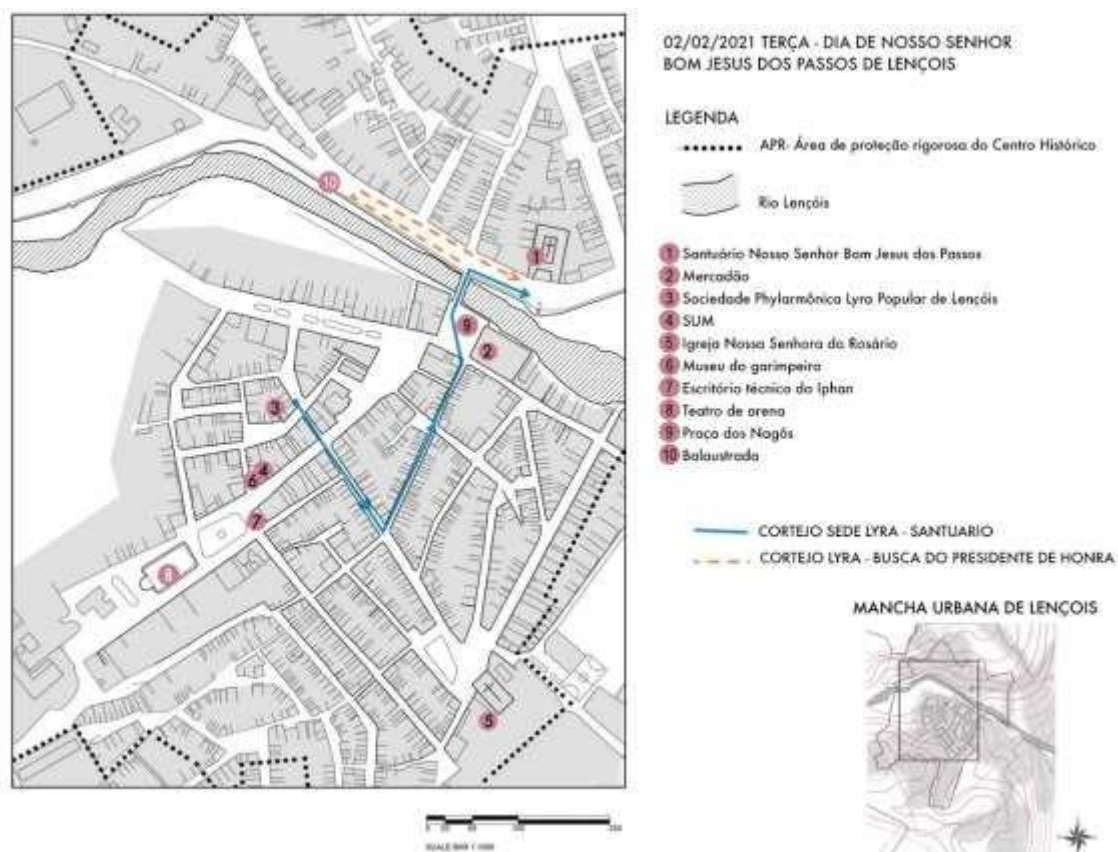 02/02/2021 TERÇA - DIA DE NOSSO SENHOR
BOM JESUS DOS PASSOS DE LENÇOIS
LEGENDA
APR- Área de proteção rigorosa do Centro Histórico
Rio Lençóis
1 Santuário Nosso Senhor Bom Jesus dos Passos
2 Mercadão
3 Sociedade Phylarmônica Lyra Popular de Lençóis
4 SUM
5 Igreja Nossa Senhora do Rosário
6 Museu do garimpeiro
7 Escritório técnico do Iphan
8 Teatro de arena
9 Praça dos Nagôs
10 Balaustrada
CORTEJO SEDE LYRA - SANTUARIO
CORTEJO LYRA - BUSCA DO PRESIDENTE DE HONRA
MANCHA URBANA DE LENÇOIS
10
1
9
2
3
4
6
7
8
5
SCALE BAR